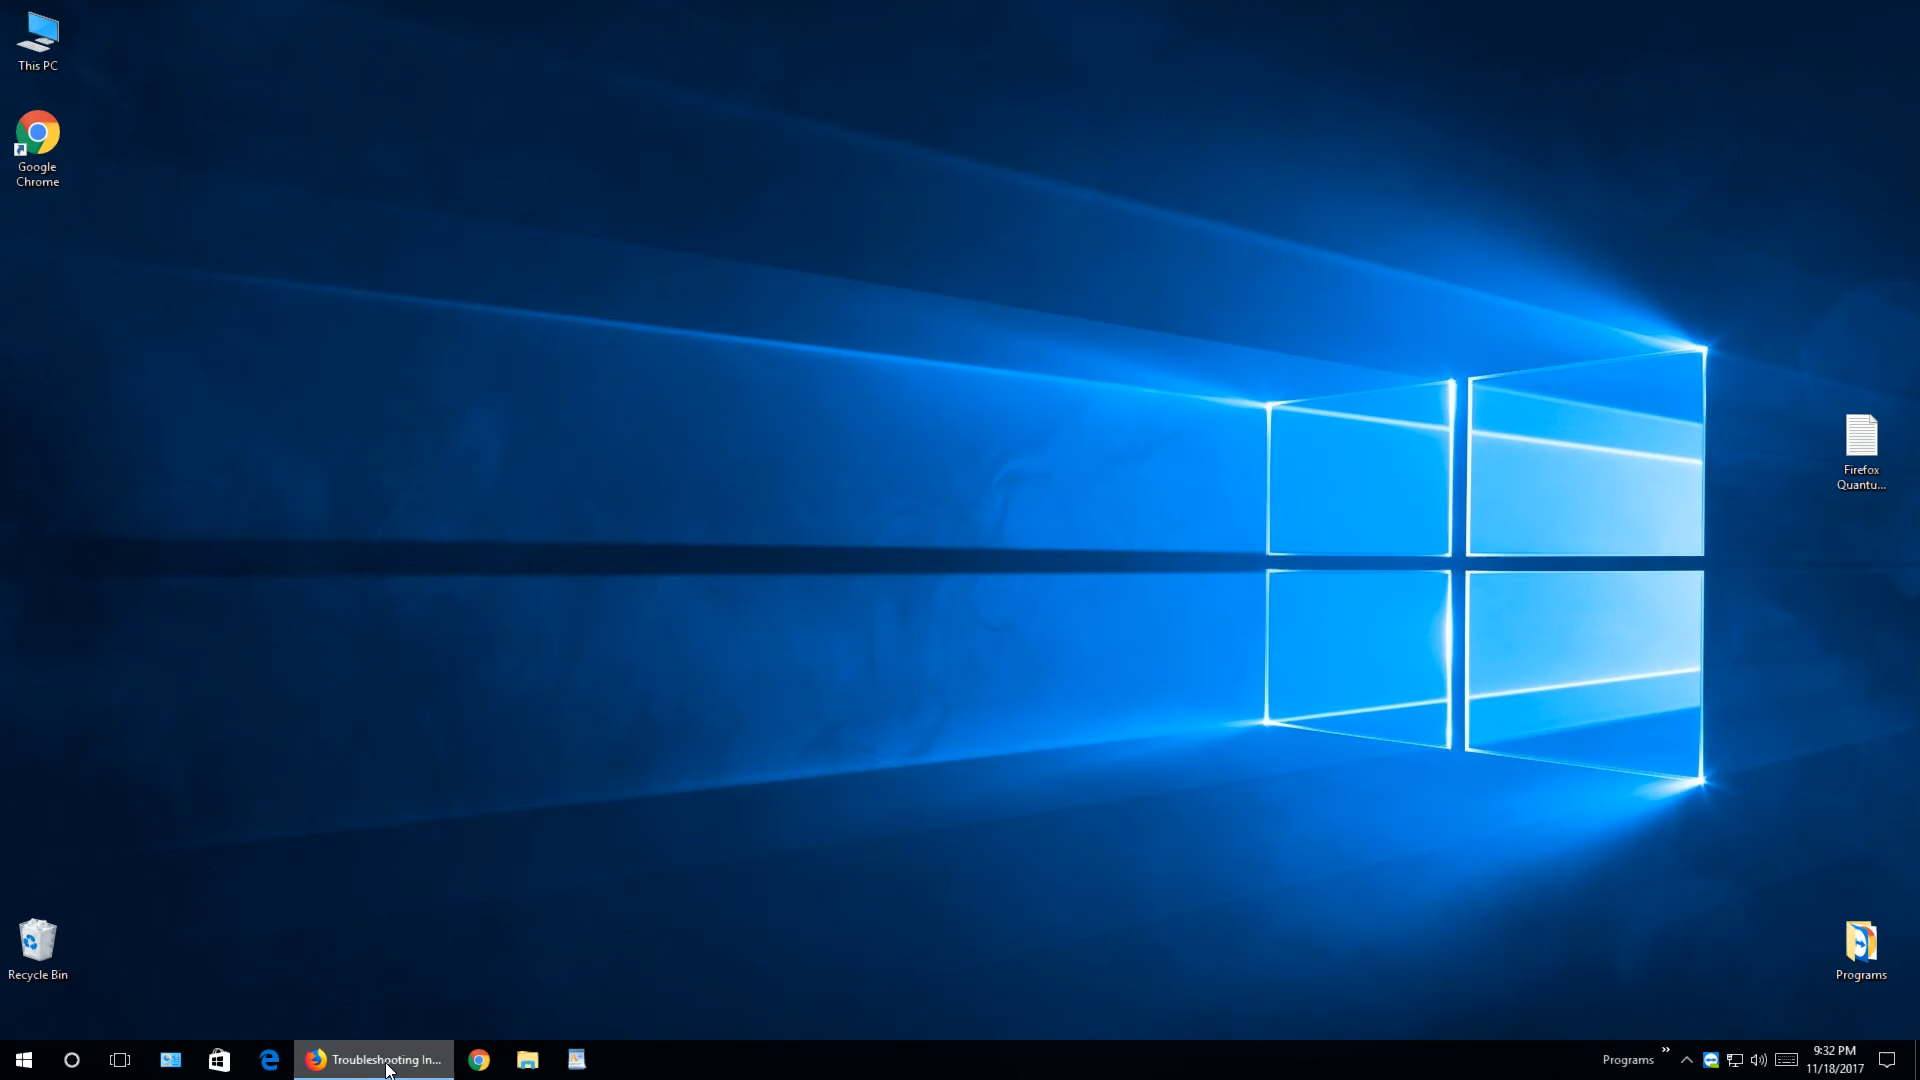 This PC
Google
Chrome
Firefox
Quantu...
Recycle Bin
Programs
Troubleshooting In...
Programs
9:32 PM
11/18/2017